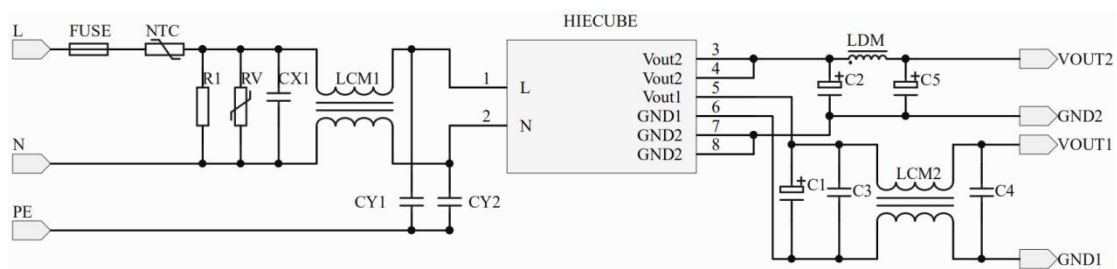 HIECUBE
L
FUSE
NTC
R1
RV
CX1
LCM1
N
PE
CY1
CY2
1
L
2
N
Vout2
3
Vout2
4
Vout1
5
GND1
6
GND2
7
GND2
8
LDM
+
C2
+
C5
VOUT2
GND2
VOUT1
+
C1
C3
LCM2
C4
GND1